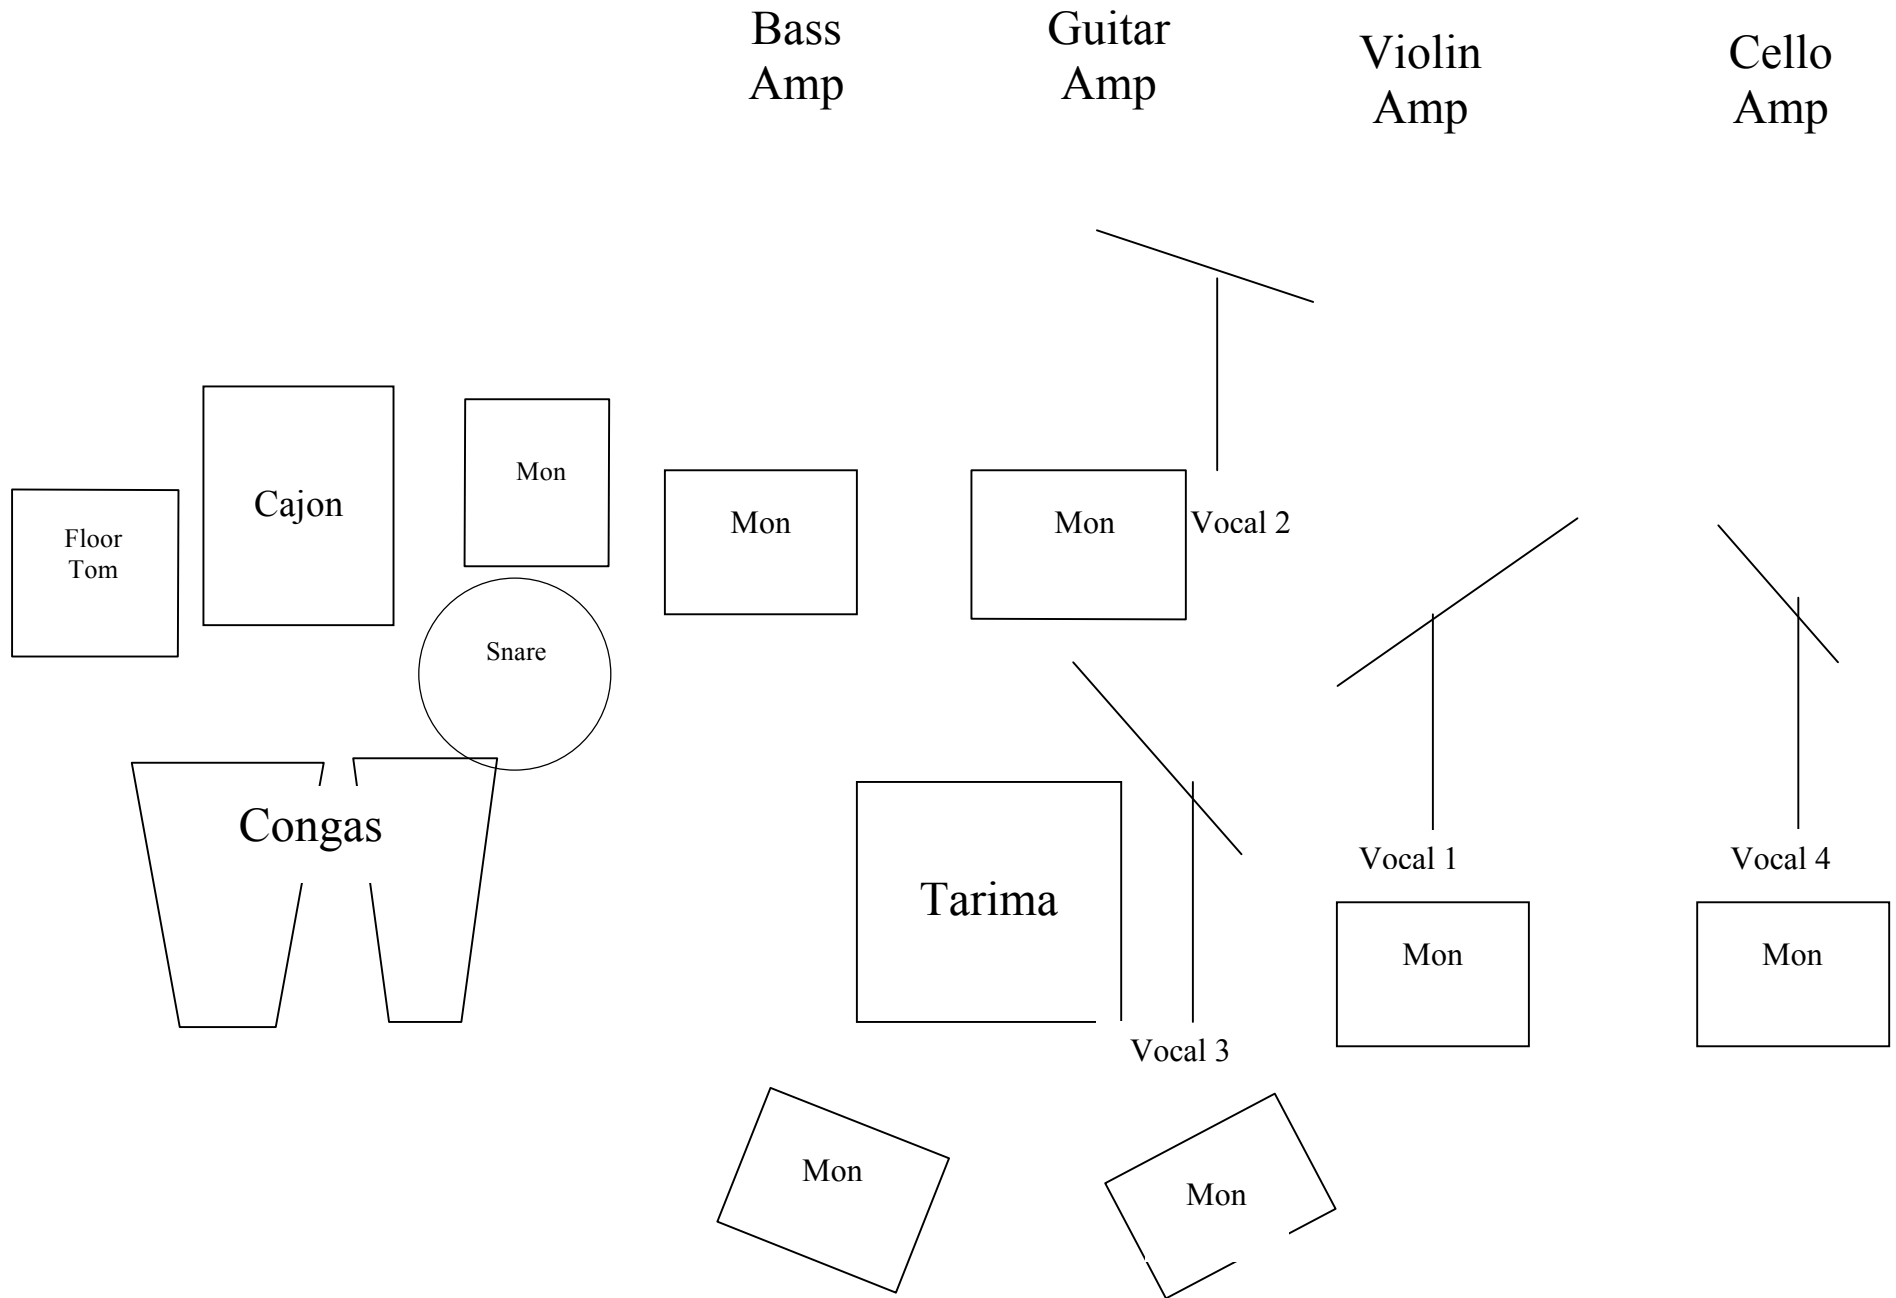 Bass
Amp
Guitar
Amp
Violin
Amp
Cello
Amp
Mon
Cajon
Floor
Tom
Mon
Mon
Vocal 2
Snare
Congas
Tarima
Vocal 1
Vocal 4
Mon
Mon
Vocal 3
Mon
Mon